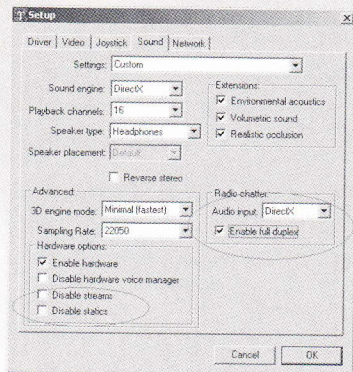 Setup
Driver Video Joystick Sound Network
Settings: Custom
Sound engine: DirectX
Playback channels: 16
Speaker type: Headphones
Speaker placement: Default
Reverse stereo
Extensions:
Environmental acoustics
Volumetric sound
Realistic occlusion
Advanced
3D engine mode: Minimal (fastest)
Sampling Rate: 22050
Hardware options:
Enable hardware
Disable hardware voice manager
Disable streams
Disable statics
Radio chatter:
Audio input: DirectX
Enable full duplex
Cancel OK